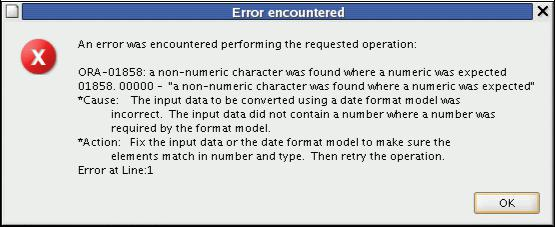 Error encountered
An error was encountered performing the requested operation:
ORA-01858: a non-numeric character was found where a numeric was expected
01858. 00000 - "a non-numeric character was found where a numeric was expected"
*Cause: The input data to be converted using a date format model was
incorrect. The input data did not contain a number where a number was
required by the format model.
*Action: Fix the input data or the date format model to make sure the
elements match in number and type. Then retry the operation.
Error at Line:1
OK